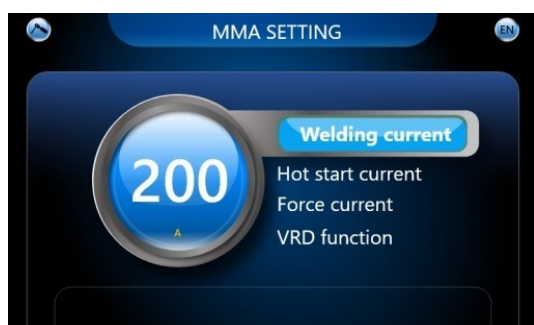 MMA SETTING
EN
Welding current
200
A
Hot start current
Force current
VRD function